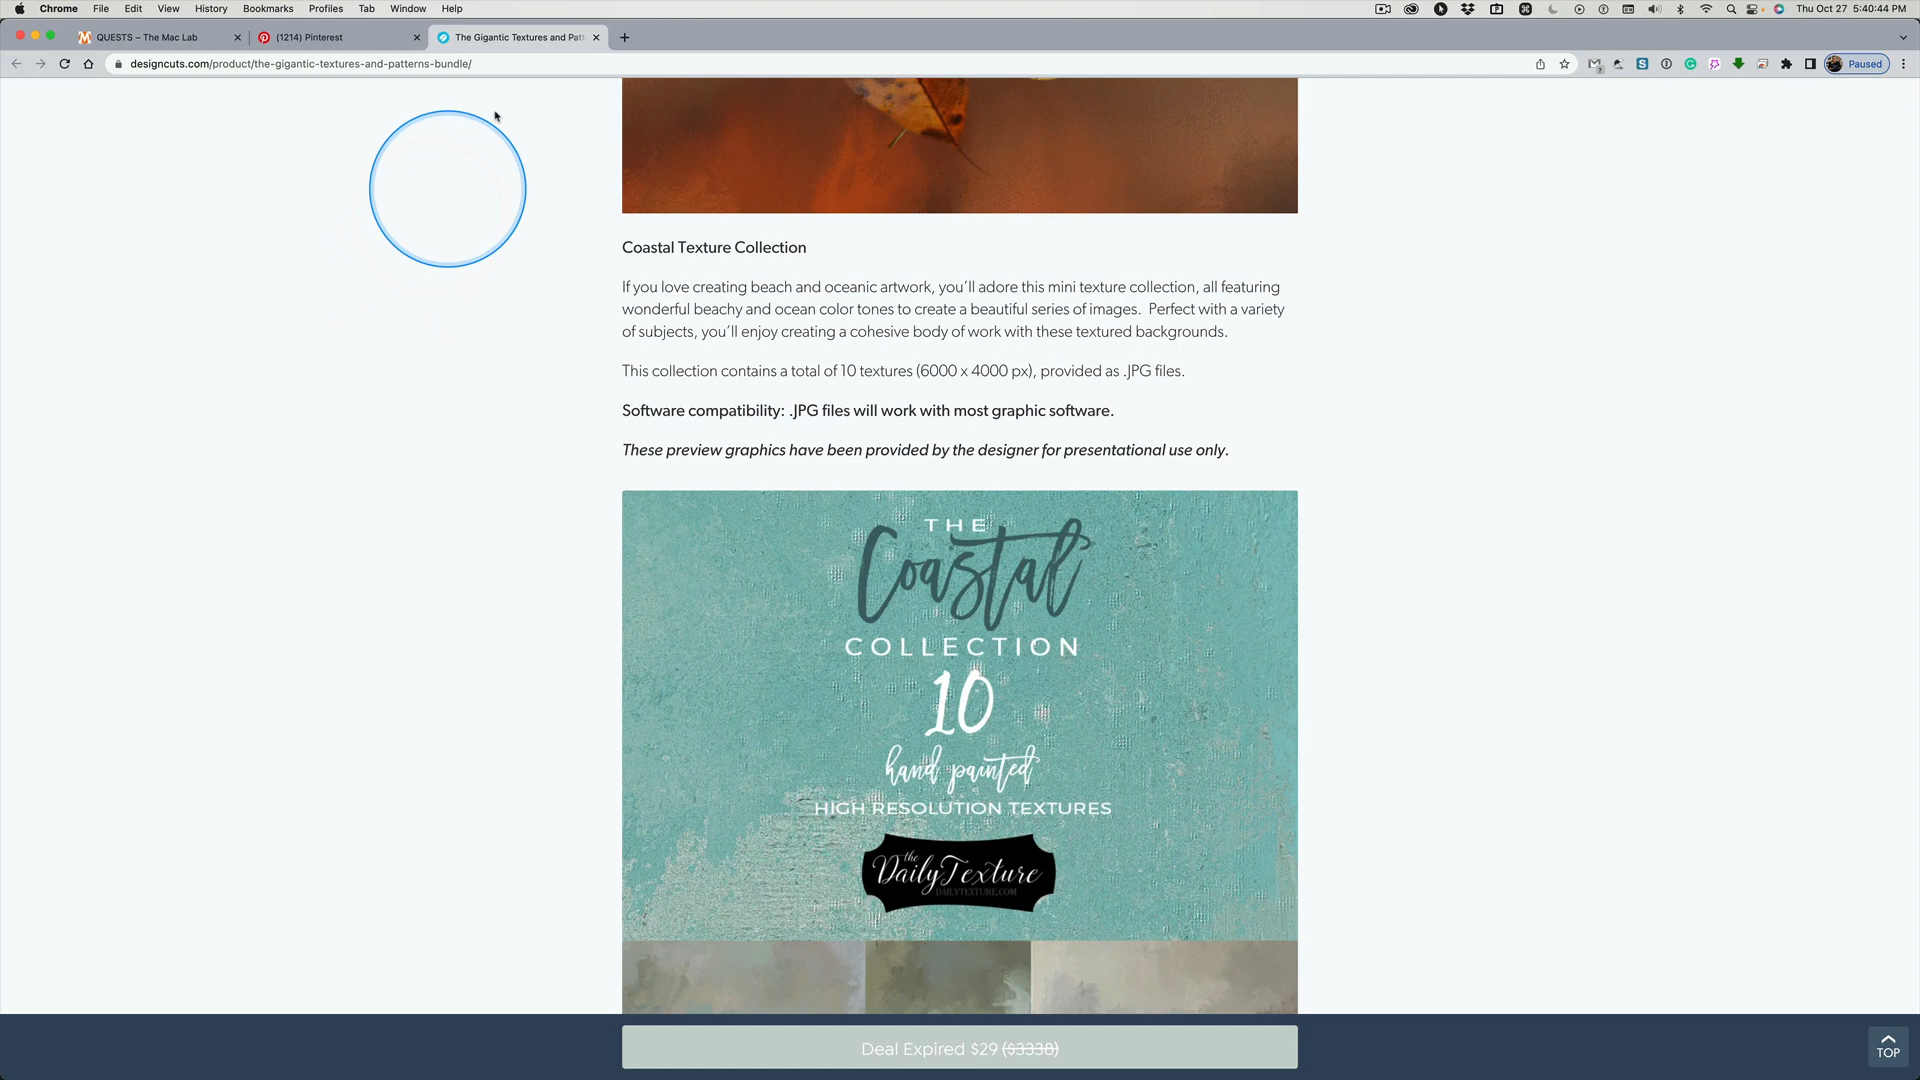 Chrome File Edit View History Bookmarks Profiles Tab Window Help Thu Oct 27 5:40:44 PM
QUESTS – The Mac Lab (1214) Pinterest The Gigantic Textures and Patt
designcuts.com/product/the-gigantic-textures-and-patterns-bundle/ Paused
Coastal Texture Collection
If you love creating beach and oceanic artwork, you’ll adore this mini texture collection, all featuring
wonderful beachy and ocean color tones to create a beautiful series of images. Perfect with a variety
of subjects, you’ll enjoy creating a cohesive body of work with these textured backgrounds.
This collection contains a total of 10 textures (6000 x 4000 px), provided as .JPG files.
Software compatibility: .JPG files will work with most graphic software.
These preview graphics have been provided by the designer for presentational use only.
THE
Coastal
COLLECTION
10
hand painted
HIGH RESOLUTION TEXTURES
the
Daily Texture
DAILYTEXTURE.COM
Deal Expired $29 ($3338)
TOP